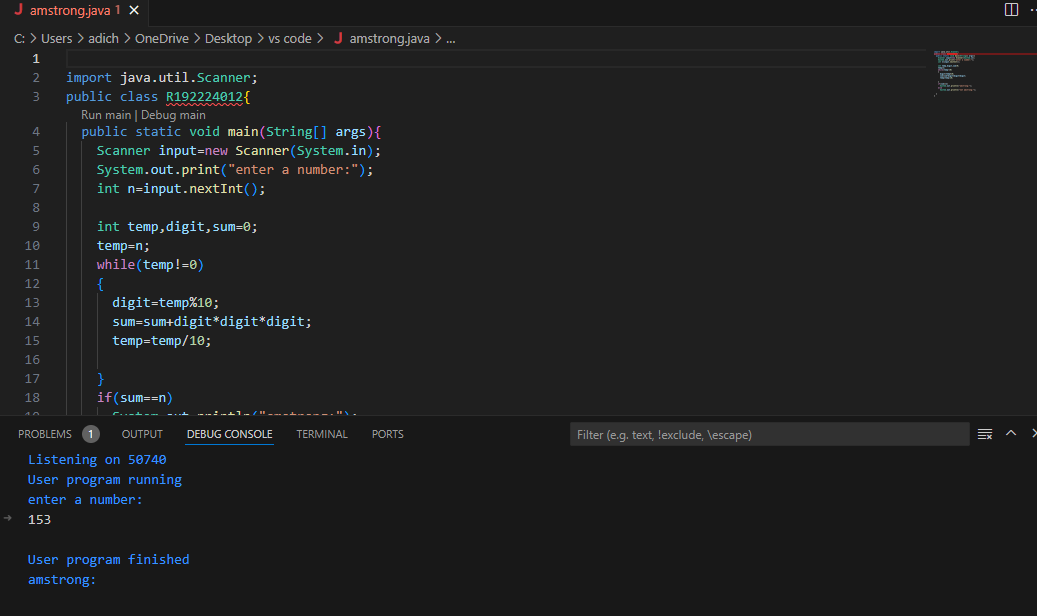 amstrong.java 1
C: > Users > adich > OneDrive > Desktop > vs code > J amstrong.java > ...
1
2 import java.util.Scanner;
3 public class R192224012{
Run main | Debug main
4 public static void main(String[] args){
5 Scanner input=new Scanner(System.in);
6 System.out.print("enter a number:");
7 int n=input.nextInt();
8
9 int temp,digit,sum=0;
10 temp=n;
11 while(temp!=0)
12 {
13 digit=temp%10;
14 sum=sum+digit*digit*digit;
15 temp=temp/10;
16
17 }
18 if(sum==n)
19 System.out.println("amstrong:");
PROBLEMS 1 OUTPUT DEBUG CONSOLE TERMINAL PORTS Filter (e.g. text, !exclude, \escape)
Listening on 50740
User program running
enter a number:
153
User program finished
amstrong: